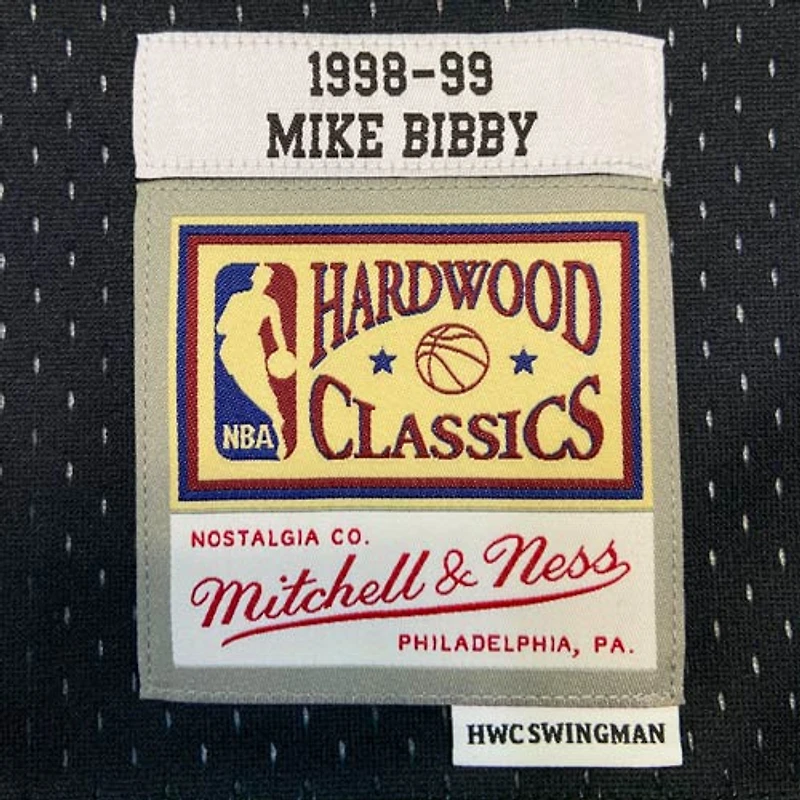 1998-99
MIKE BIBBY
HARDWOOD
CLASSICS
NBA
NOSTALGIA CO.
Mitchell & Ness
PHILADELPHIA, PA.
HWC SWINGMAN